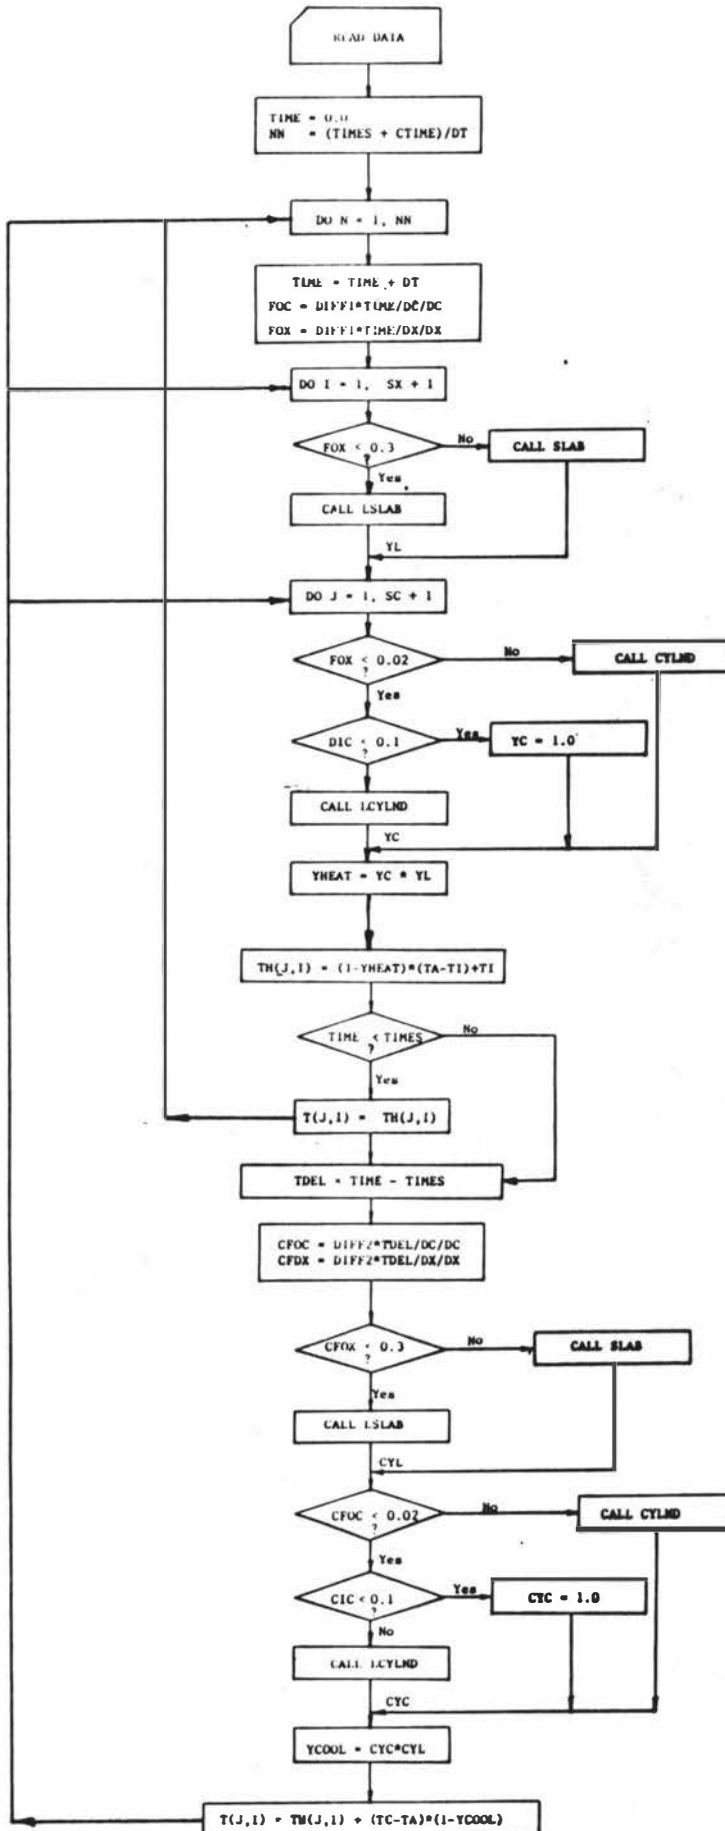 READ DATA
TIME = 0.0
NN = (TIMES + CTIME)/DT
DO N = 1, NN
TIME = TIME + DT
FOC = DIFF1*TIME/DC/DC
FOX = DIFF1*TIME/DX/DX
DO I = 1, SX + 1
FOX < 0.3
?
No
CALL SLAB
Yes
CALL LSLAB
YL
DO J = 1, SC + 1
FOX < 0.02
?
No
CALL CYLND
Yes
DIC < 0.1
?
Yes
YC = 1.0
CALL LCYLND
YC
YHEAT = YC * YL
TH(J,I) = (1-YHEAT)*(TA-TI)+TI
TIME < TIMES
?
No
Yes
T(J,I) = TH(J,I)
TDEL = TIME - TIMES
CFOC = DIFF2*TDEL/DC/DC
CFDX = DIFF2*TDEL/DX/DX
CFOX < 0.3
?
No
CALL SLAB
Yes
CALL LSLAB
CYL
CFOC < 0.02
?
No
CALL CYLND
Yes
CIC < 0.1
?
Yes
CYC = 1.0
No
CALL LCYLND
CYC
YCOOL = CYC*CYL
T(J,I) = TH(J,I) + (TC-TA)*(1-YCOOL)